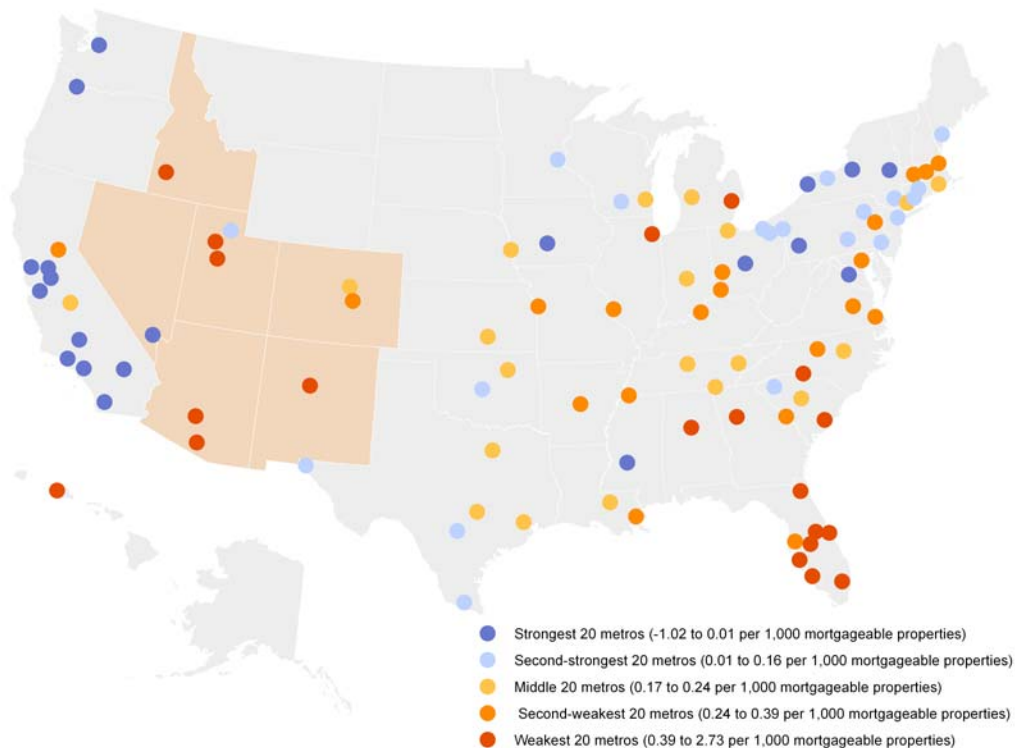 Strongest 20 metros (-1.02 to 0.01 per 1,000 mortgageable properties)
Second-strongest 20 metros (0.01 to 0.16 per 1,000 mortgageable properties)
Middle 20 metros (0.17 to 0.24 per 1,000 mortgageable properties)
Second-weakest 20 metros (0.24 to 0.39 per 1,000 mortgageable properties)
Weakest 20 metros (0.39 to 2.73 per 1,000 mortgageable properties)